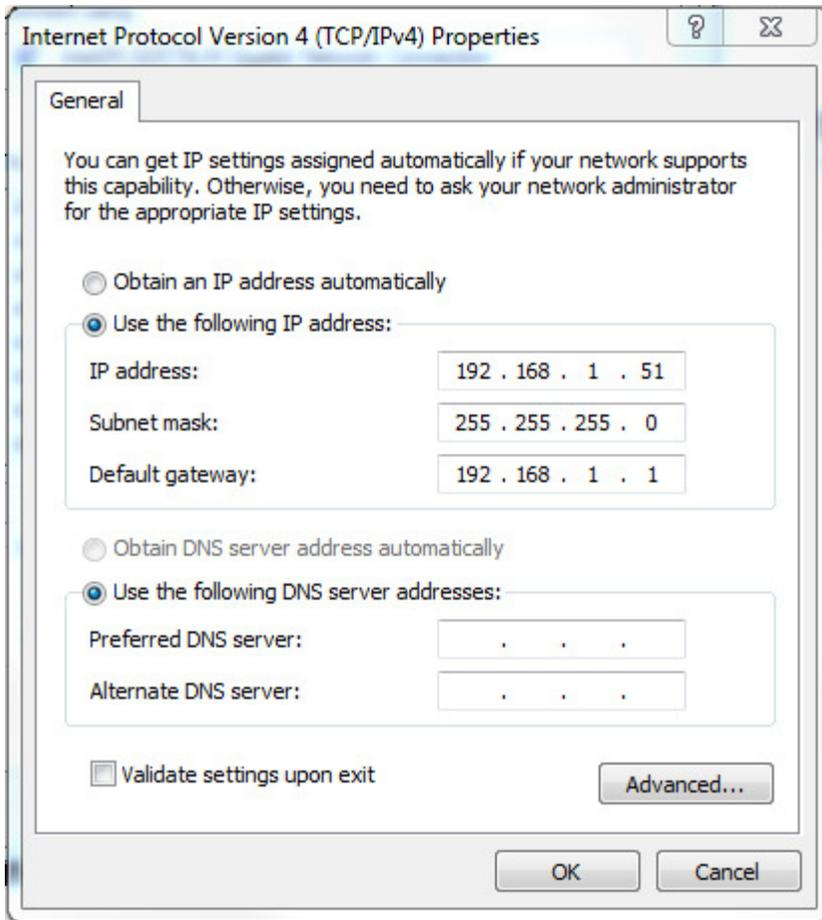 Internet Protocol Version 4 (TCP/IPv4) Properties
General
You can get IP settings assigned automatically if your network supports
this capability. Otherwise, you need to ask your network administrator
for the appropriate IP settings.
Obtain an IP address automatically
Use the following IP address:
IP address: 192 . 168 . 1 . 51
Subnet mask: 255 . 255 . 255 . 0
Default gateway: 192 . 168 . 1 . 1
Obtain DNS server address automatically
Use the following DNS server addresses:
Preferred DNS server: . . .
Alternate DNS server: . . .
Validate settings upon exit
Advanced...
OK Cancel